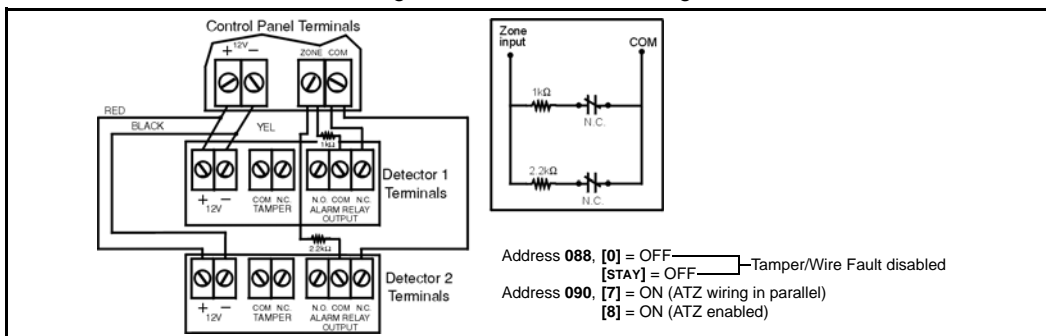 Control Panel Terminals
+ 12V –
ZONE COM
RED
BLACK
YEL
1kΩ
Detector 1
Terminals
+ 12V –
COM N.C.
TAMPER
N.O. COM N.C.
ALARM RELAY
OUTPUT
2.2kΩ
Detector 2
Terminals
+ 12V –
COM N.C.
TAMPER
N.O. COM N.C.
ALARM RELAY
OUTPUT
Zone
input
COM
1kΩ
N.C.
2.2kΩ
N.C.
Address 088, [0] = OFF
[STAY] = OFF
Tamper/Wire Fault disabled
Address 090, [7] = ON (ATZ wiring in parallel)
[8] = ON (ATZ enabled)